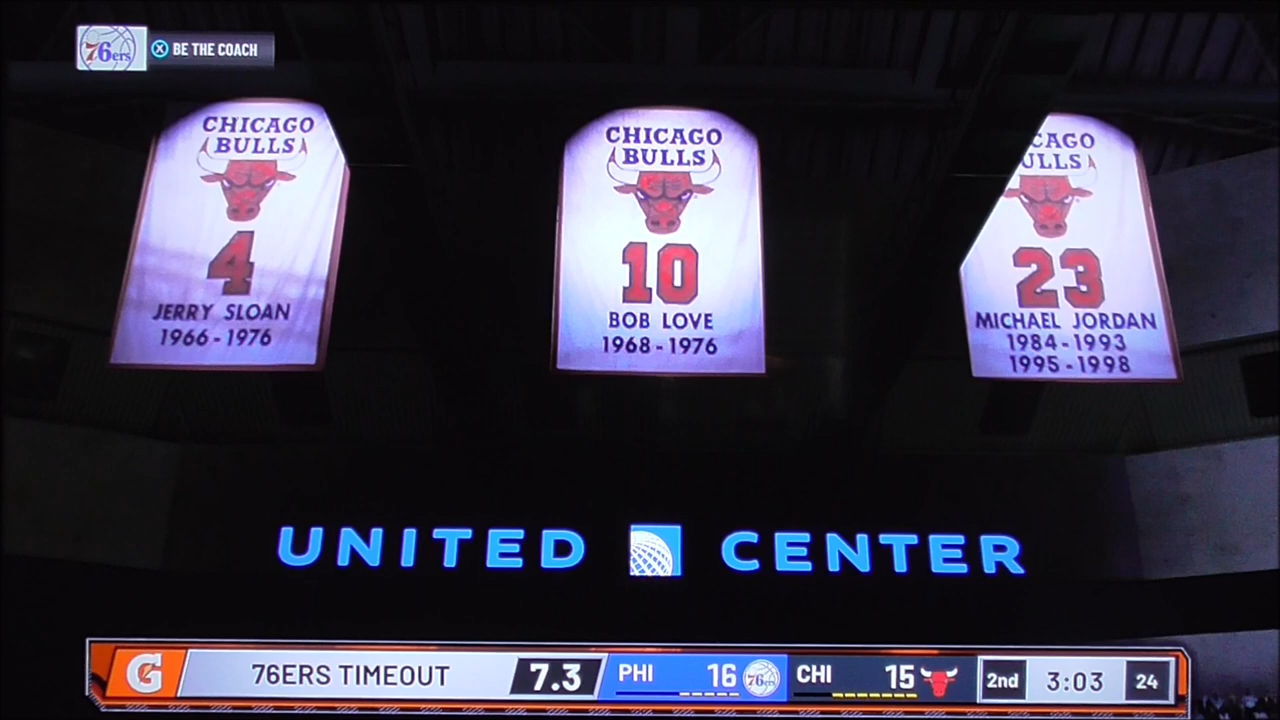 76ers
Ⓧ BE THE COACH
CHICAGO
BULLS
4
JERRY SLOAN
1966-1976
CHICAGO
BULLS
10
BOB LOVE
1968-1976
CAGO
ULLS
23
MICHAEL JORDAN
1984-1993
1995-1998
UNITED CENTER
G 76ERS TIMEOUT 7.3 PHI 16 76ers CHI 15 2nd 3:03 24